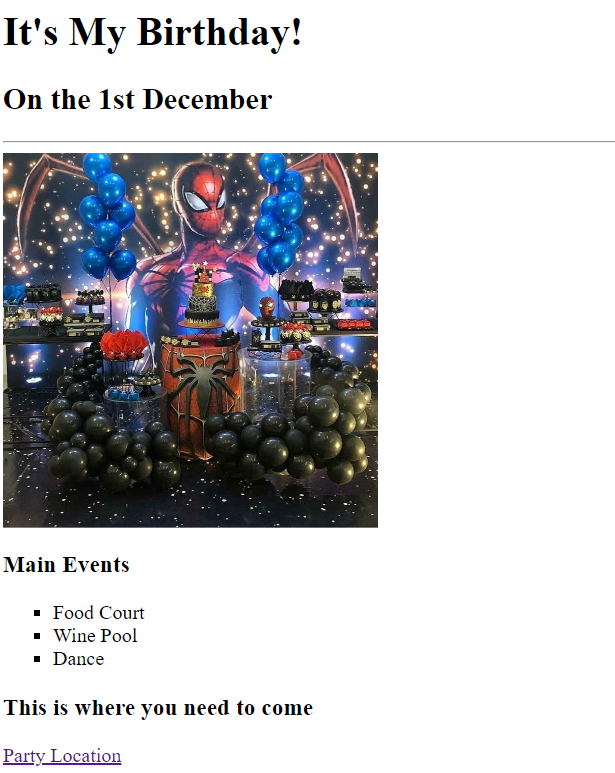 It's My Birthday!
On the 1st December
Main Events
Food Court
Wine Pool
Dance
This is where you need to come
Party Location